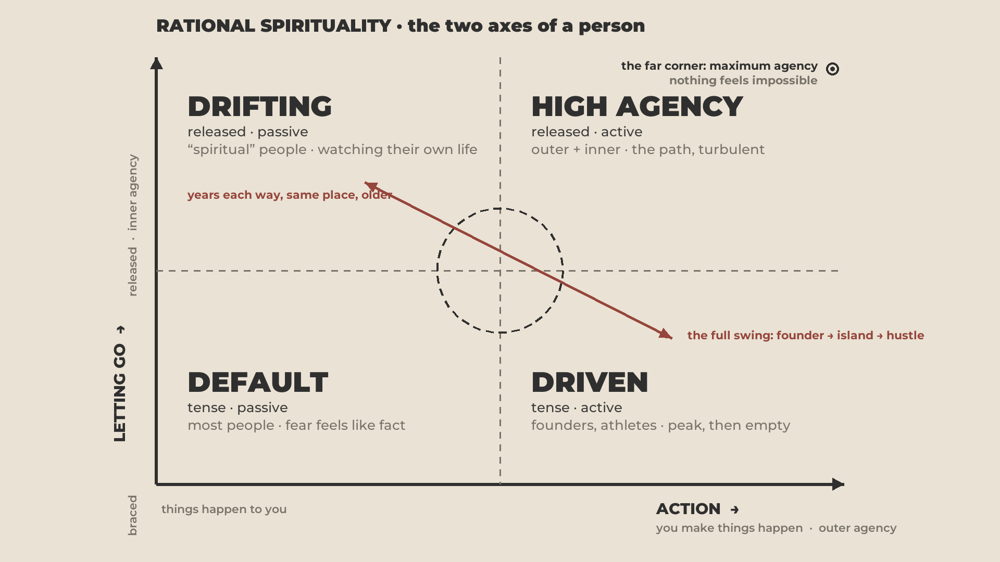 RATIONAL SPIRITUALITY · the two axes of a person
the far corner: maximum agency
nothing feels impossible
DRIFTING
released · passive
“spiritual” people · watching their own life
HIGH AGENCY
released · active
outer + inner · the path, turbulent
years each way, same place, older
released · inner agency
the full swing: founder → island → hustle
LETTING GO →
DEFAULT
tense · passive
most people · fear feels like fact
DRIVEN
tense · active
founders, athletes · peak, then empty
braced
things happen to you
ACTION →
you make things happen · outer agency